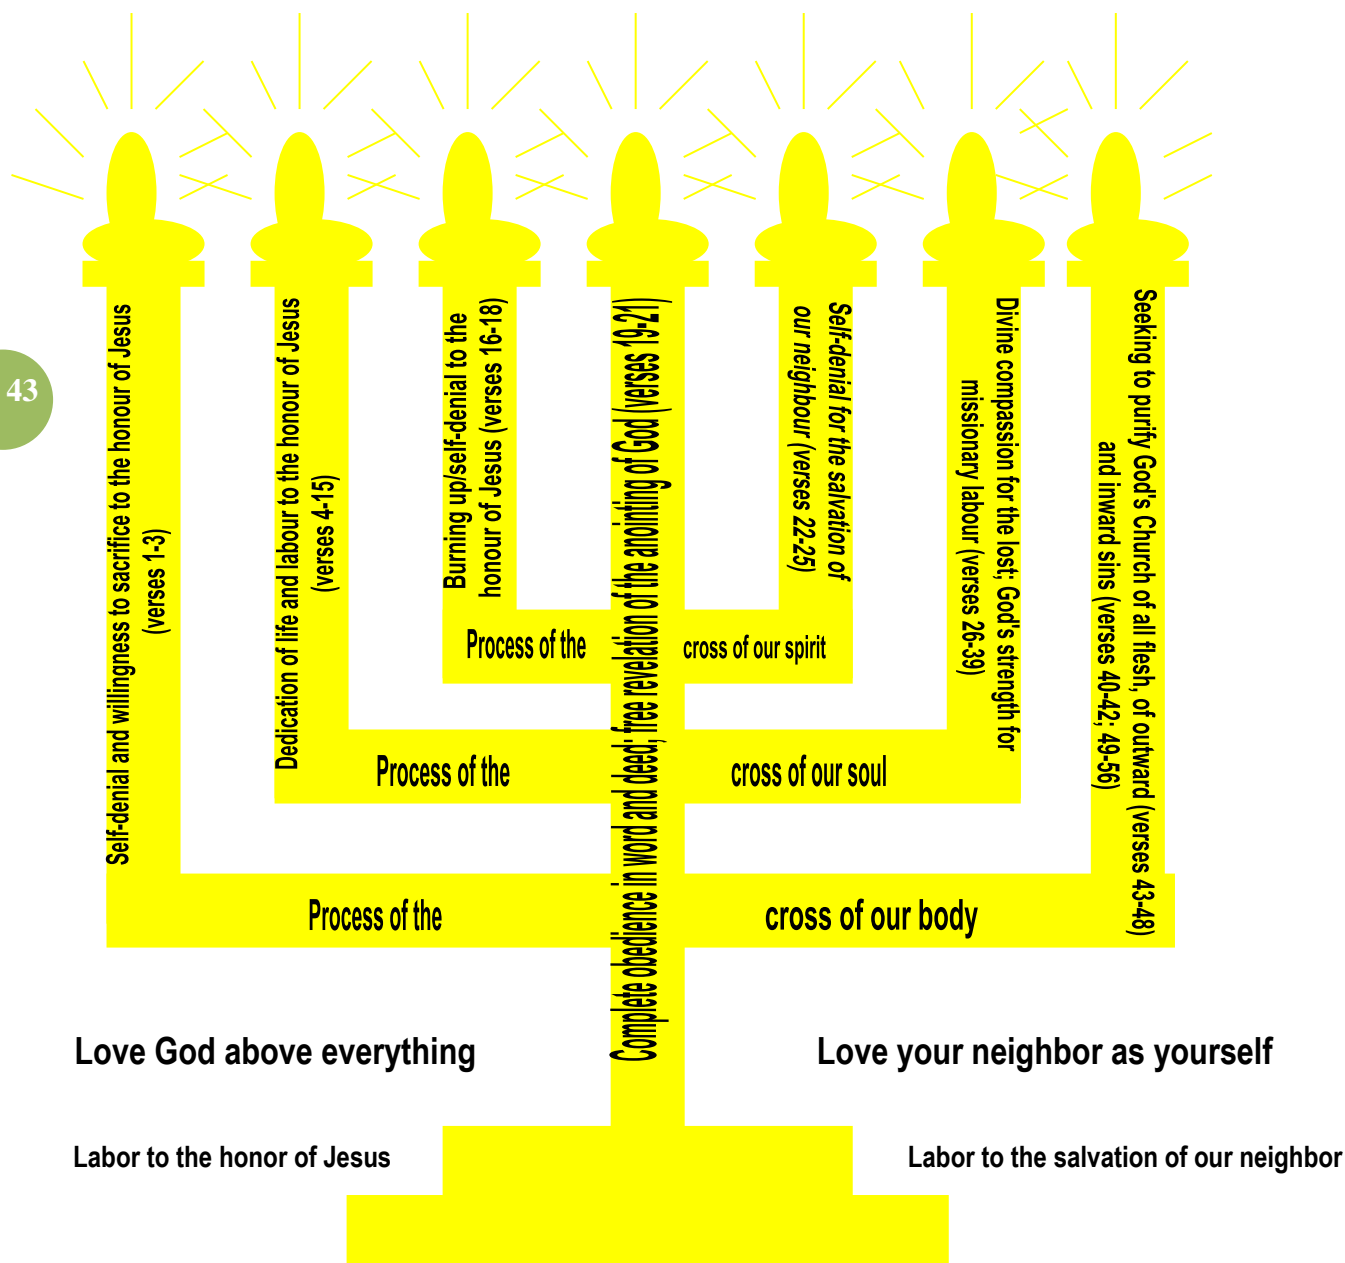 43
Self-denial and willingness to sacrifice to the honour of Jesus
(verses 1-3)
Dedication of life and labour to the honour of Jesus
(verses 4-15)
Burning up/self-denial to the
honour of Jesus (verses 16-18)
Complete obedience in word and deed; free revelation of the anointing of God (verses 19-21)
Self-denial for the salvation of
our neighbour (verses 22-25)
Divine compassion for the lost; God's strength for
missionary labour (verses 26-39)
Seeking to purify God's Church of all flesh, of outward (verses 43-48)
and inward sins (verses 40-42; 49-56)
Process of the cross of our spirit
Process of the cross of our soul
Process of the cross of our body
Love God above everything
Love your neighbor as yourself
Labor to the honor of Jesus
Labor to the salvation of our neighbor